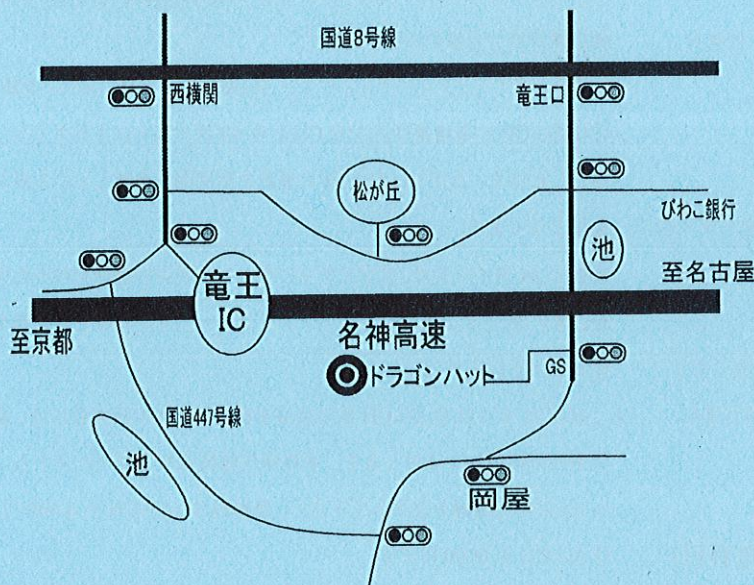 国道8号線
西横関
竜王口
松が丘
びわこ銀行
池
至名古屋
竜王
IC
至京都
名神高速
ドラゴンハット
GS
国道447号線
池
岡屋